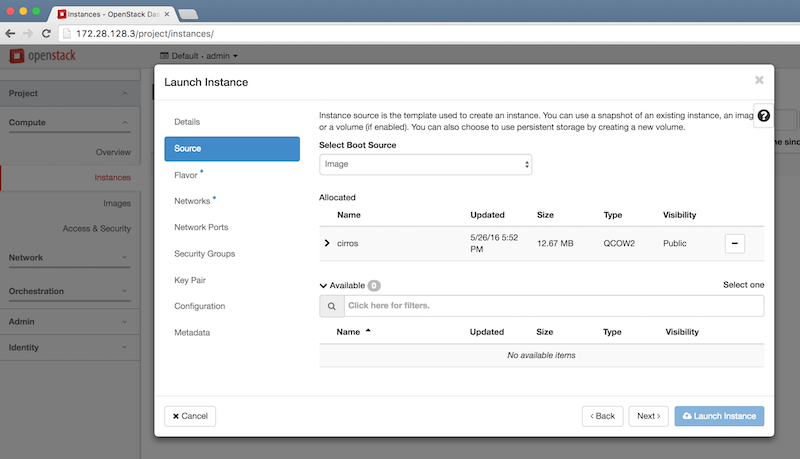 Instances - OpenStack Das
172.28.128.3/project/instances/
openstack
Default · admin
Project
Compute
Overview
Instances
Images
Access & Security
Network
Orchestration
Admin
Identity
Launch Instance
Details
Source
Flavor *
Networks *
Network Ports
Security Groups
Key Pair
Configuration
Metadata
Instance source is the template used to create an instance. You can use a snapshot of an existing instance, an imag
or a volume (if enabled). You can also choose to use persistent storage by creating a new volume.
Select Boot Source
Image
Allocated
Name Updated Size Type Visibility
cirros 5/26/16 5:52 PM 12.67 MB QCOW2 Public
Available 0 Select one
Click here for filters.
Name Updated Size Type Visibility
No available items
× Cancel
‹ Back
Next ›
Launch Instance